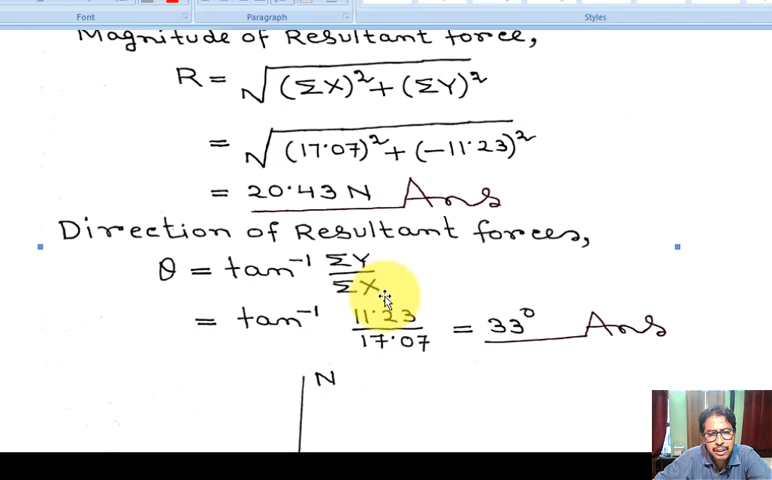 Font Paragraph Styles
Magnitude of Resultant force,
R = √(ΣX)²+(ΣY)²
= √(17·07)²+(−11·23)²
= 20·43 N Ans
Direction of Resultant forces,
θ = tan⁻¹ ΣY/ΣX
= tan⁻¹ 11·23/17·07 = 33° Ans
N